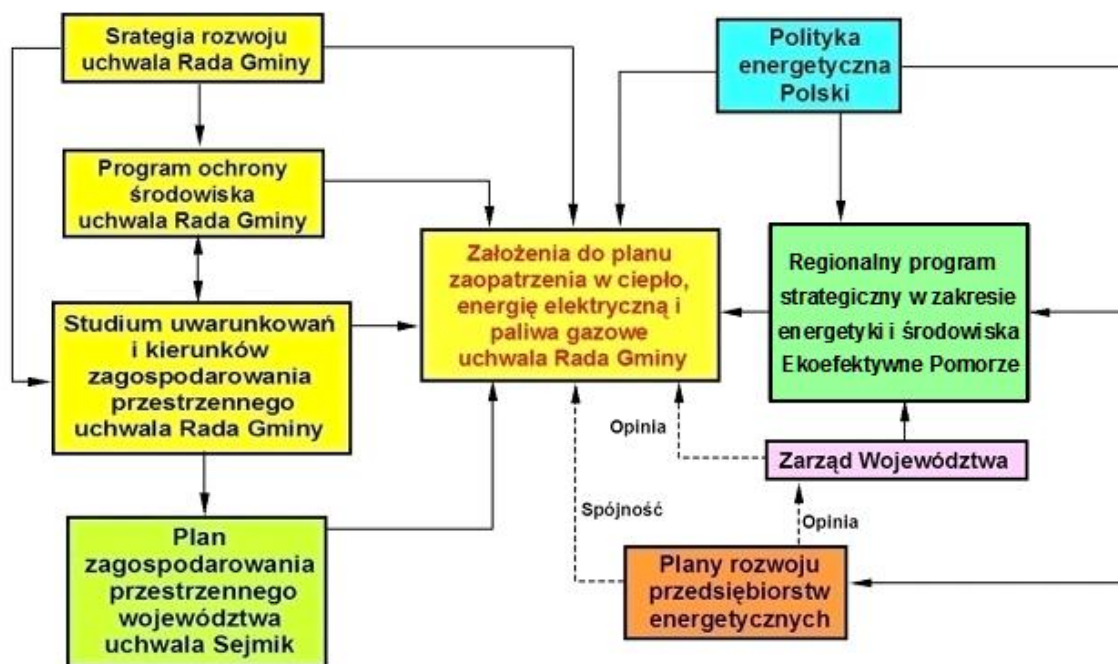 Srategia rozwoju
uchwala Rada Gminy
Polityka
energetyczna
Polski
Program ochrony
środowiska
uchwala Rada Gminy
Założenia do planu
zaopatrzenia w ciepło,
energię elektryczną i
paliwa gazowe
uchwala Rada Gminy
Regionalny program
strategiczny w zakresie
energetyki i środowiska
Ekoefektywne Pomorze
Studium uwarunkowań
i kierunków
zagospodarowania
przestrzennego
uchwala Rada Gminy
Opinia
Zarząd Województwa
Spójność
Opinia
Plan
zagospodarowania
przestrzennego
województwa
uchwala Sejmik
Plany rozwoju
przedsiębiorstw
energetycznych